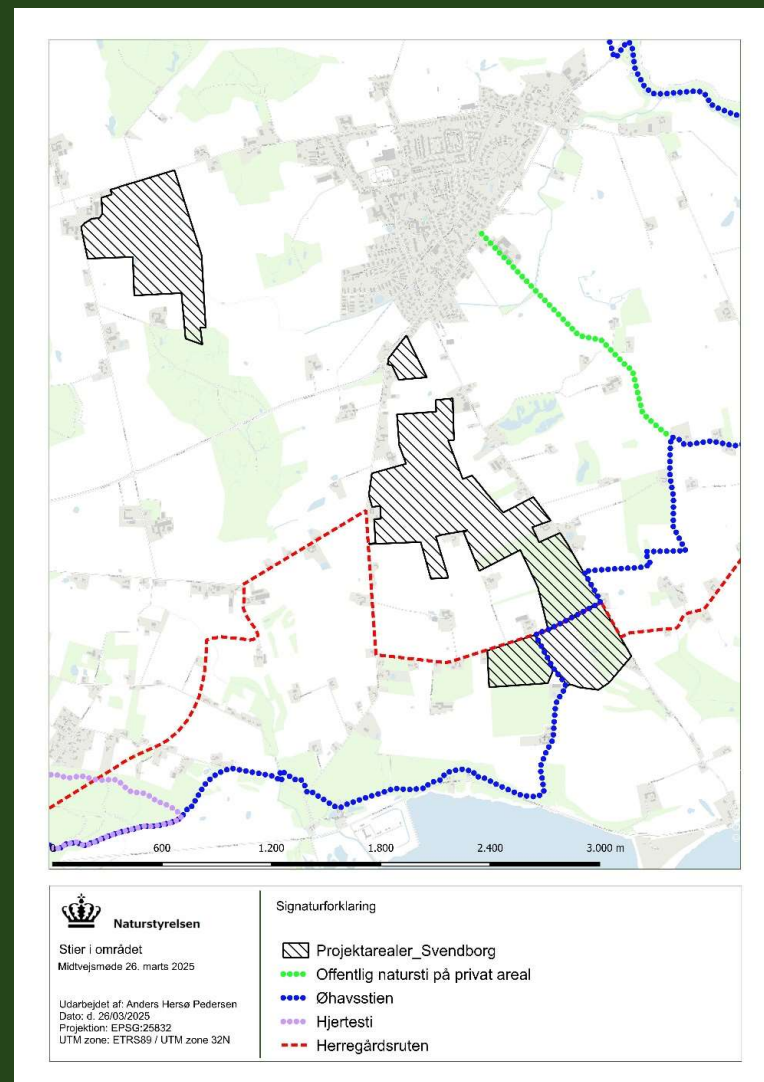 0 600 1.200 1.800 2.400 3.000 m
Naturstyrelsen
Stier i området
Midtvejsmøde 26. marts 2025
Udarbejdet af: Anders Hersø Pedersen
Dato: d. 26/03/2025
Projektion: EPSG:25832
UTM zone: ETRS89 / UTM zone 32N
Signaturforklaring
Projektarealer_Svendborg
Offentlig natursti på privat areal
Øhavsstien
Hjertesti
Herregårdsruten